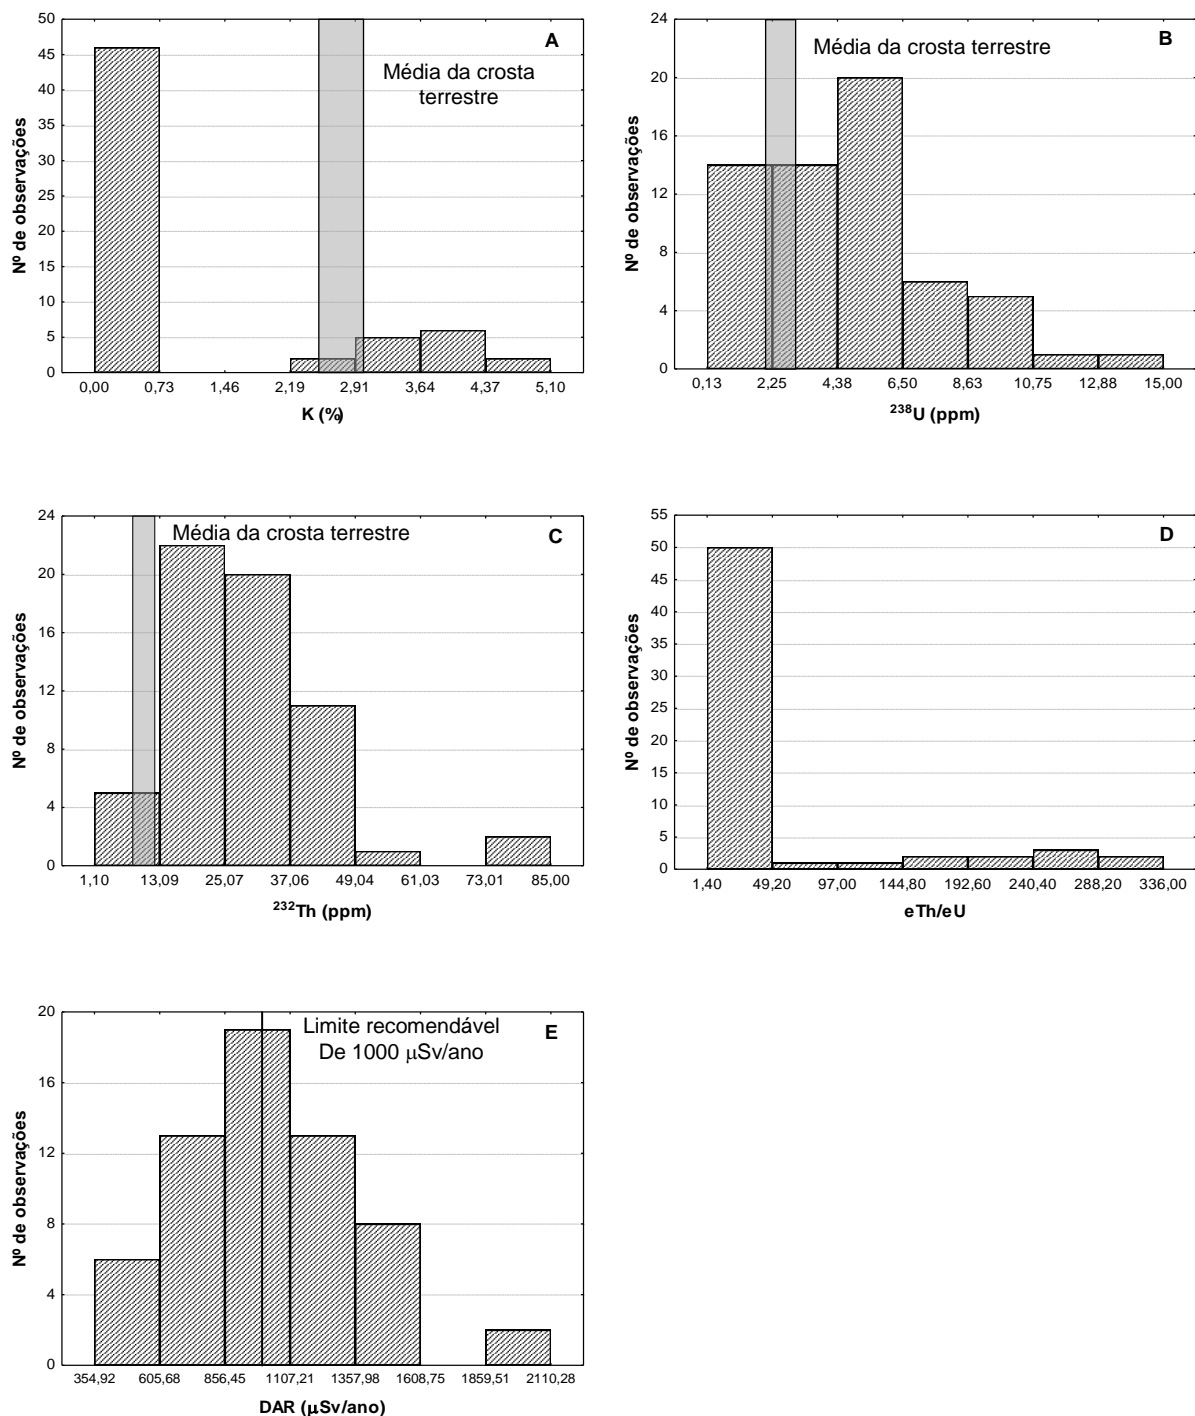 A
Média da crosta
terrestre
Nº de observações
50
45
40
35
30
25
20
15
10
5
0
0,00 0,73 1,46 2,19 2,91 3,64 4,37 5,10
K (%)
B
Média da crosta terrestre
Nº de observações
24
20
16
12
8
4
0
0,13 2,25 4,38 6,50 8,63 10,75 12,88 15,00
²³⁸U (ppm)
C
Média da crosta terrestre
Nº de observações
24
20
16
12
8
4
0
1,10 13,09 25,07 37,06 49,04 61,03 73,01 85,00
²³²Th (ppm)
D
Nº de observações
55
50
45
40
35
30
25
20
15
10
5
0
1,40 49,20 97,00 144,80 192,60 240,40 288,20 336,00
eTh/eU
E
Limite recomendável
De 1000 μSv/ano
Nº de observações
20
16
12
8
4
0
354,92 605,68 856,45 1107,21 1357,98 1608,75 1859,51 2110,28
DAR (μSv/ano)